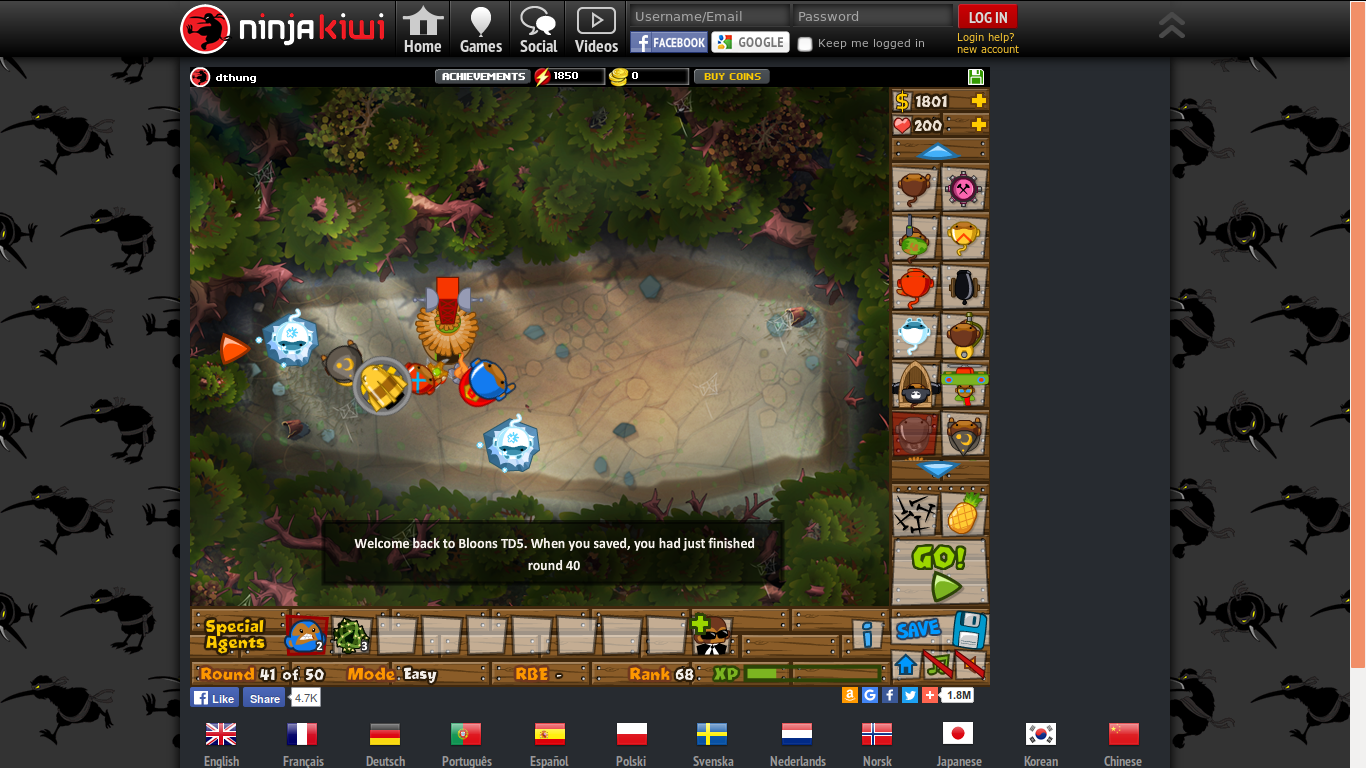 ninjakiwi
Home
Games
Social
Videos
Username/Email
Password
LOG IN
FACEBOOK
GOOGLE
Keep me logged in
Login help?
new account
dthung
ACHIEVEMENTS
1850
0
BUY COINS
$ 1801
200
Welcome back to Bloons TD5. When you saved, you had just finished
round 40
GO!
Special
Agents
2
3
i
SAVE
Round 41 of 50
Mode Easy
RBE -
Rank 68
XP
Like
Share
4.7K
1.8M
English
Français
Deutsch
Português
Español
Polski
Svenska
Nederlands
Norsk
Japanese
Korean
Chinese